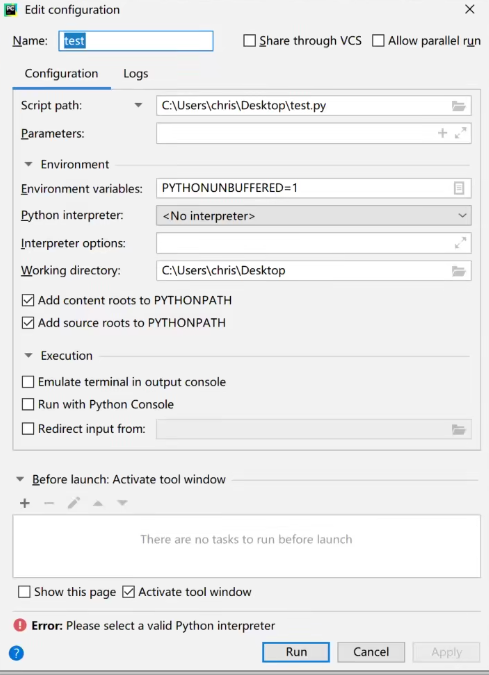 PC Edit configuration
Name: test Share through VCS Allow parallel run
Configuration Logs
Script path: C:\Users\chris\Desktop\test.py
Parameters:
Environment
Environment variables: PYTHONUNBUFFERED=1
Python interpreter: <No interpreter>
Interpreter options:
Working directory: C:\Users\chris\Desktop
Add content roots to PYTHONPATH
Add source roots to PYTHONPATH
Execution
Emulate terminal in output console
Run with Python Console
Redirect input from:
Before launch: Activate tool window
There are no tasks to run before launch
Show this page Activate tool window
Error: Please select a valid Python interpreter
? Run Cancel Apply